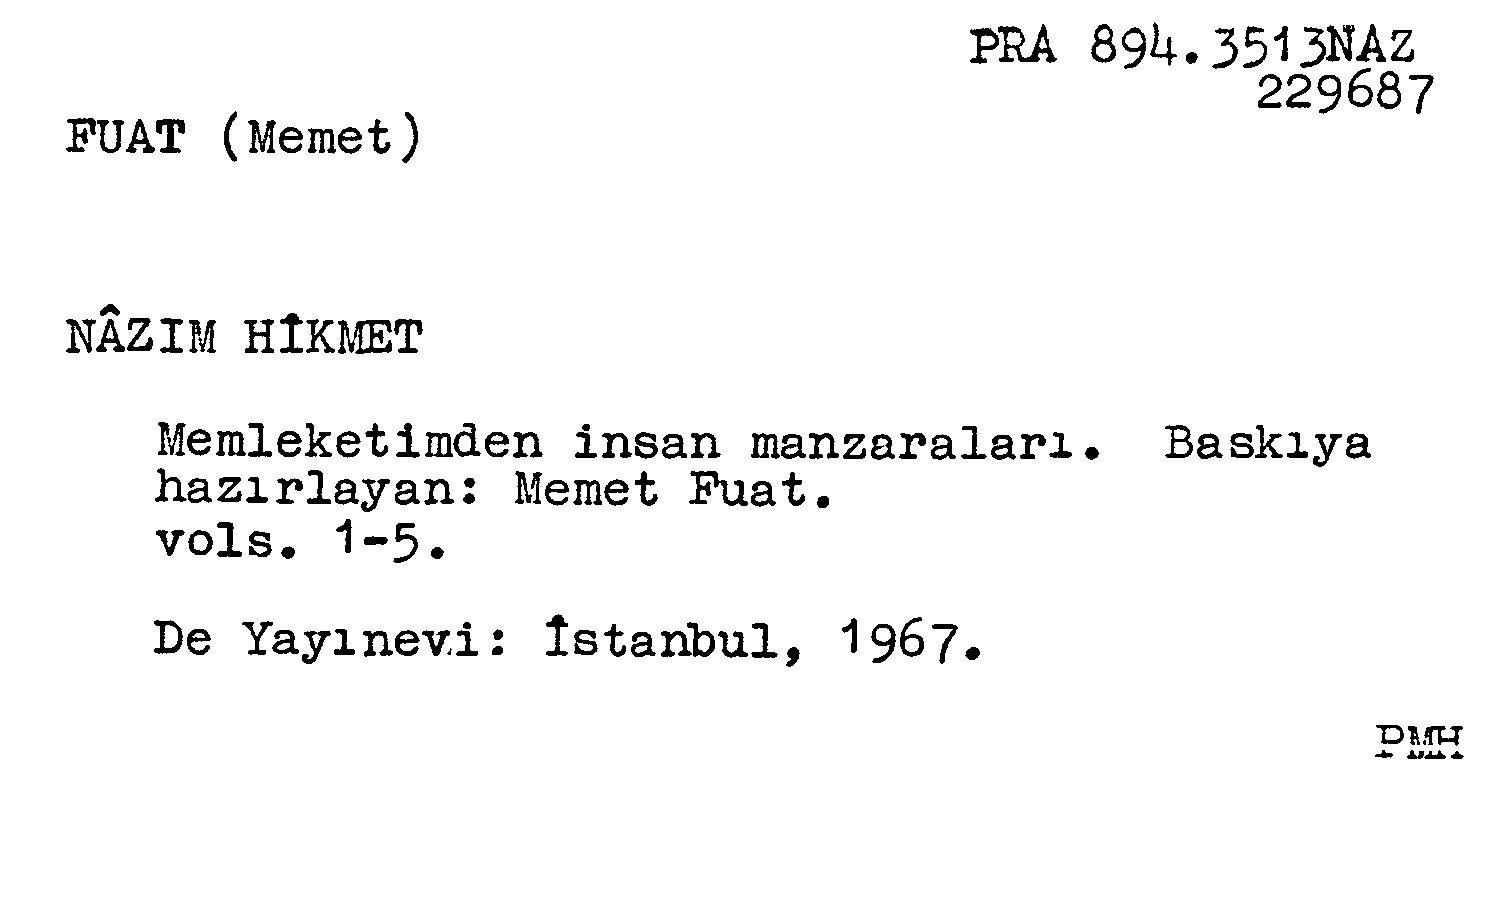 PRA 894.3513NAZ
229687
FUAT (Memet)
NÂZIM HİKMET
Memleketimden insan manzaraları. Baskıya
hazırlayan: Memet Fuat.
vols. 1-5.
De Yayınevi: İstanbul, 1967.
PMH